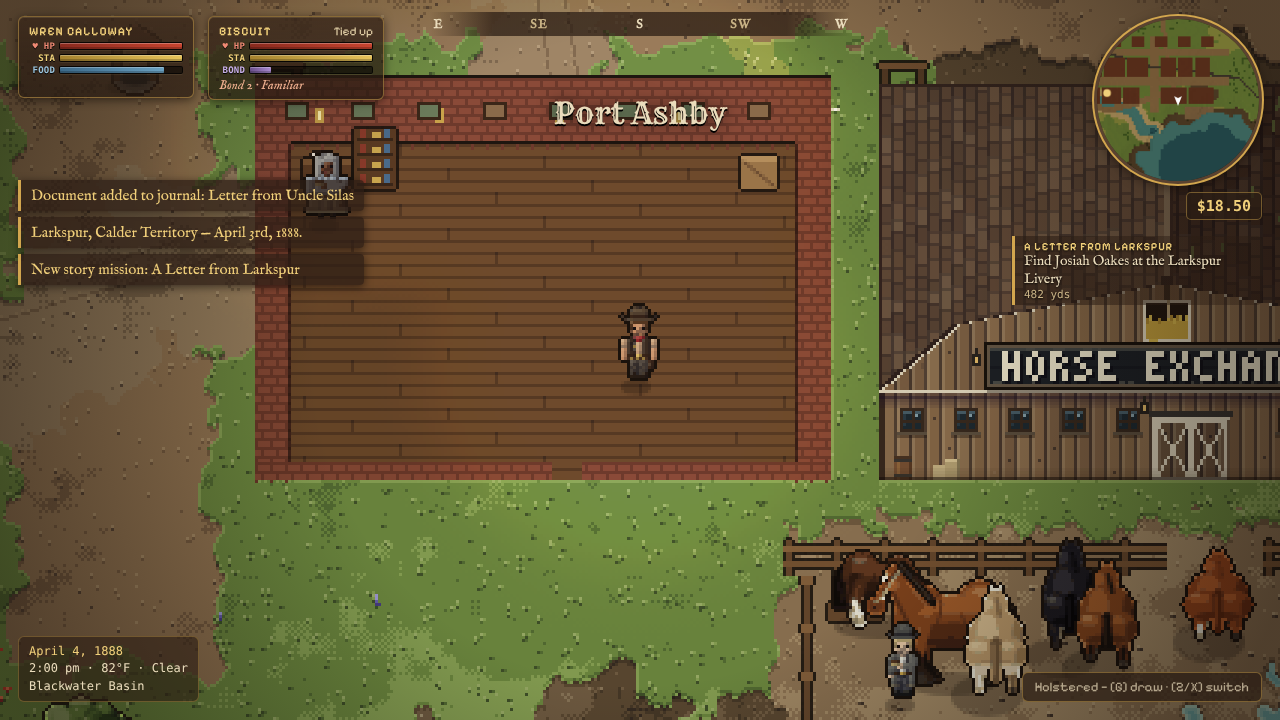 WREN CALLOWAY
♥ HP
STA
FOOD
BISCUIT Tied up
♥ HP
STA
BOND
Bond 2 · Familiar
E SE S SW W
Port Ashby
$18.50
Document added to journal: Letter from Uncle Silas
Larkspur, Calder Territory — April 3rd, 1888.
New story mission: A Letter from Larkspur
A LETTER FROM LARKSPUR
Find Josiah Oakes at the Larkspur
Livery
482 yds
HORSE EXCHAN
April 4, 1888
2:00 pm · 82°F · Clear
Blackwater Basin
Holstered - (G) draw · (Z/X) switch